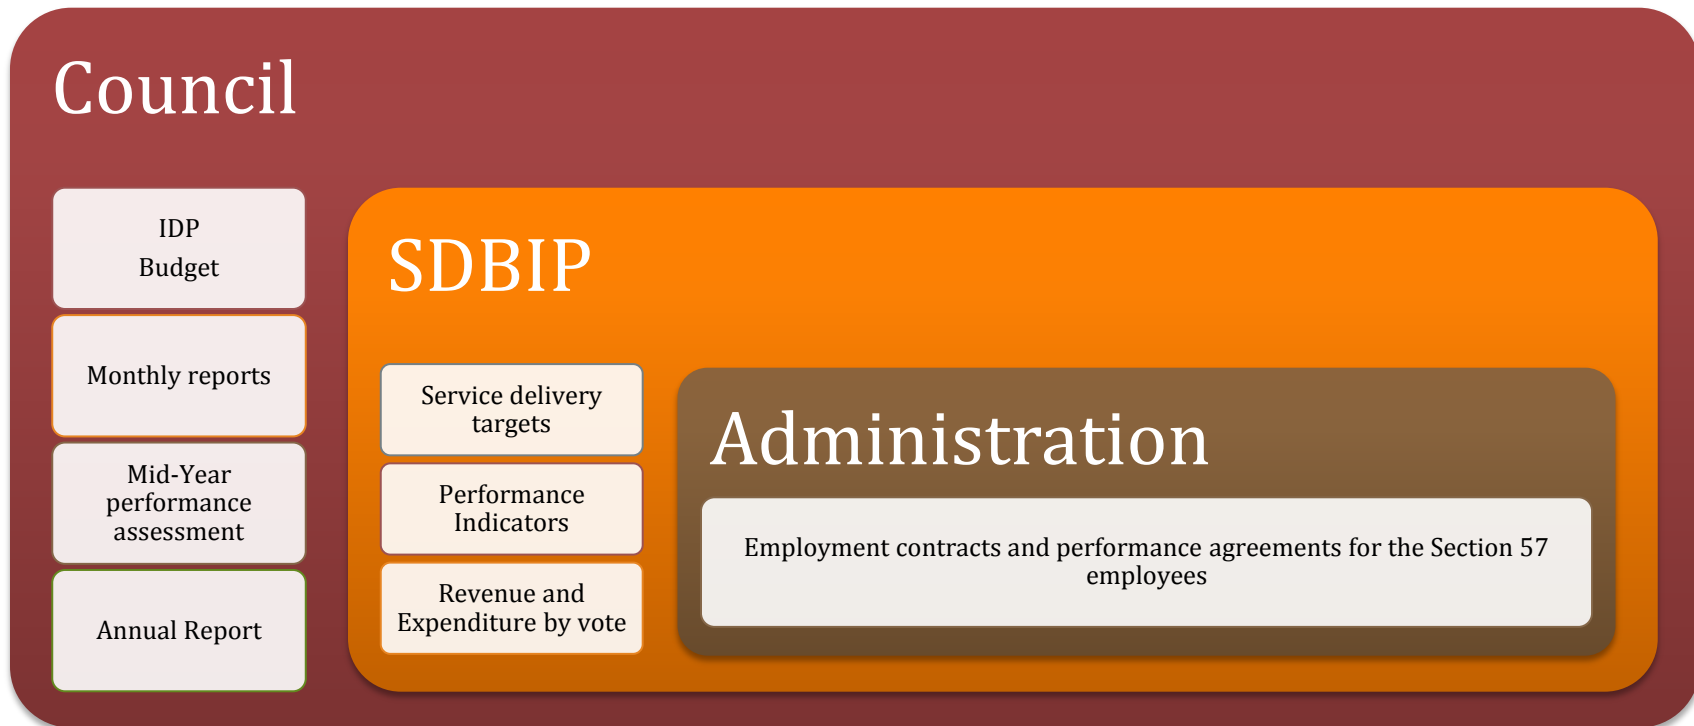 Council
IDP
Budget
Monthly reports
Mid-Year
performance
assessment
Annual Report
SDBIP
Service delivery
targets
Performance
Indicators
Revenue and
Expenditure by vote
Administration
Employment contracts and performance agreements for the Section 57
employees